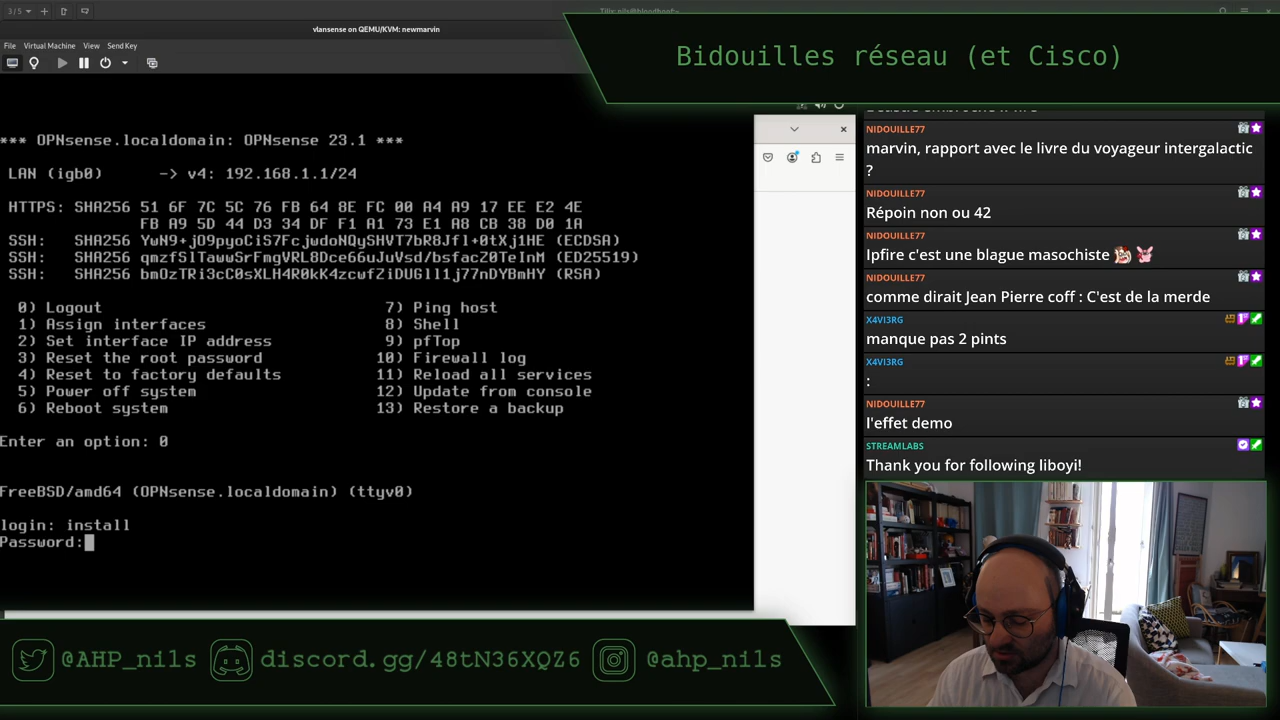 3/5
Tilix: nils@bloodhoof:~
vlansense on QEMU/KVM: newmarvin
File Virtual Machine View Send Key
Bidouilles réseau (et Cisco)
*** OPNsense.localdomain: OPNsense 23.1 ***
LAN (igb0) -> v4: 192.168.1.1/24
HTTPS: SHA256 51 6F 7C 5C 76 FB 64 8E FC 00 A4 A9 17 EE E2 4E
FB A9 5D 44 D3 34 DF F1 A1 73 E1 A8 CB 38 D0 1A
SSH: SHA256 YwN9+jO9pyoCiS7FcjwdoNQySHVT7bR8Jfl+0tXj1HE (ECDSA)
SSH: SHA256 qmzfSlTawwSrFmgVRL8Dce66uJuVsd/bsfacZ0TeInM (ED25519)
SSH: SHA256 bmOzTRi3cC0sXLH4R0kK4zcwfZiDUGl11j77nDYBmHY (RSA)
0) Logout 7) Ping host
1) Assign interfaces 8) Shell
2) Set interface IP address 9) pfTop
3) Reset the root password 10) Firewall log
4) Reset to factory defaults 11) Reload all services
5) Power off system 12) Update from console
6) Reboot system 13) Restore a backup
Enter an option: 0
FreeBSD/amd64 (OPNsense.localdomain) (ttyv0)
login: install
Password:
NIDOUILLE77
marvin, rapport avec le livre du voyageur intergalactic
?
NIDOUILLE77
Répoin non ou 42
NIDOUILLE77
Ipfire c'est une blague masochiste
NIDOUILLE77
comme dirait Jean Pierre coff : C'est de la merde
X4VI3RG
manque pas 2 pints
X4VI3RG
:
NIDOUILLE77
l'effet demo
STREAMLABS
Thank you for following liboyi!
@AHP_nils discord.gg/48tN36XQZ6 @ahp_nils